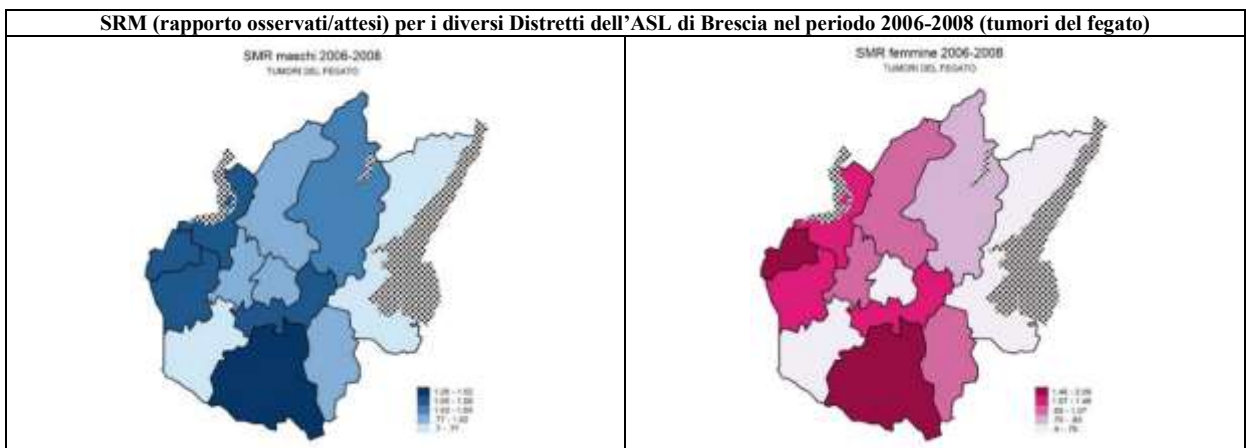 SRM (rapporto osservati/attesi) per i diversi Distretti dell'ASL di Brescia nel periodo 2006-2008 (tumori del fegato)
SMR maschi 2006-2008
TUMORI DEL FEGATO
SMR femmine 2006-2008
TUMORI DEL FEGATO